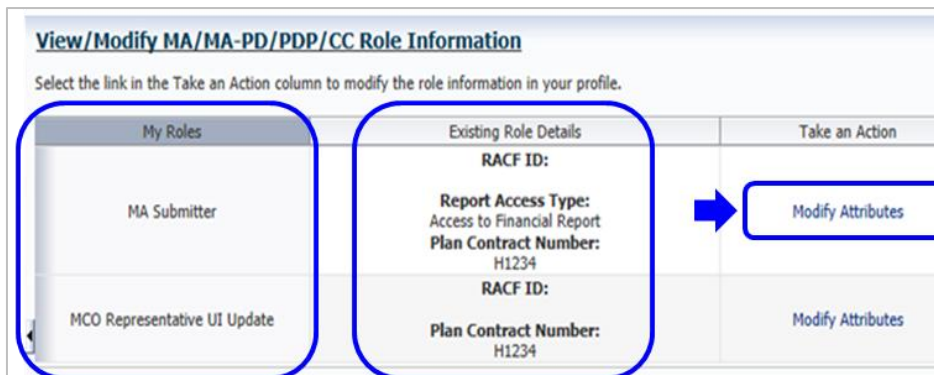 View/Modify MA/MA-PD/PDP/CC Role Information
Select the link in the Take an Action column to modify the role information in your profile.
My Roles Existing Role Details Take an Action
RACF ID:
Report Access Type:
MA Submitter Access to Financial Report Modify Attributes
Plan Contract Number:
H1234
RACF ID:
MCO Representative UI Update Modify Attributes
Plan Contract Number:
H1234